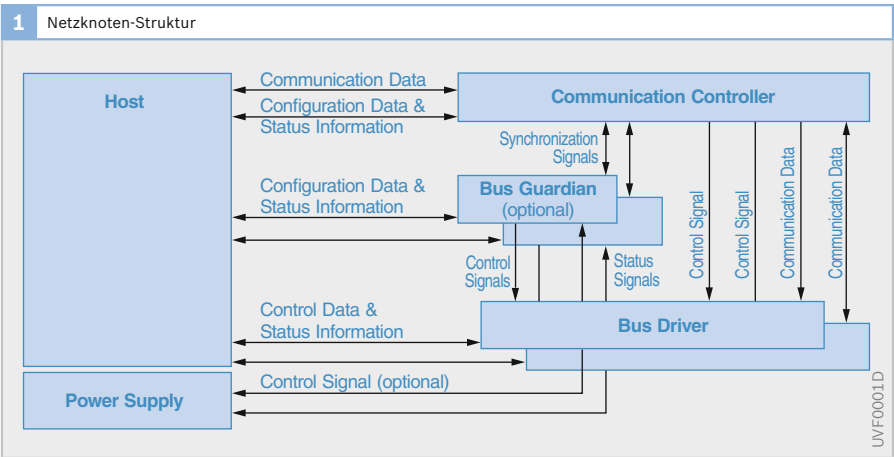 1 Netzknoten-Struktur
Host
Communication Data
Configuration Data &
Status Information
Communication Controller
Synchronization
Signals
Configuration Data &
Status Information
Bus Guardian
(optional)
Control
Signals
Status
Signals
Control Signal
Control Signal
Communication Data
Communication Data
Control Data &
Status Information
Bus Driver
Power Supply
Control Signal (optional)
UVF0001D